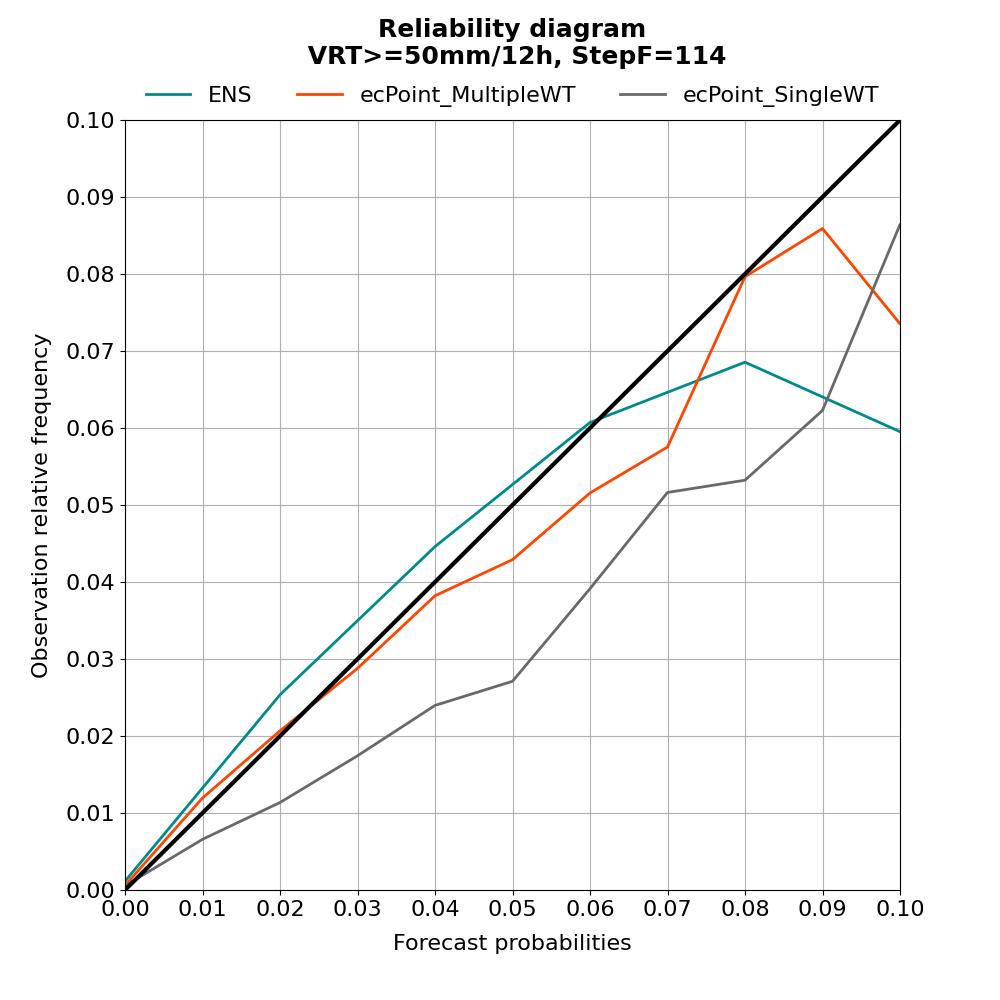 Reliability diagram
VRT>=50mm/12h, StepF=114
ENS ecPoint_MultipleWT ecPoint_SingleWT
0.10
0.09
0.08
0.07
0.06
0.05
0.04
0.03
0.02
0.01
0.00
Observation relative frequency
0.00 0.01 0.02 0.03 0.04 0.05 0.06 0.07 0.08 0.09 0.10
Forecast probabilities